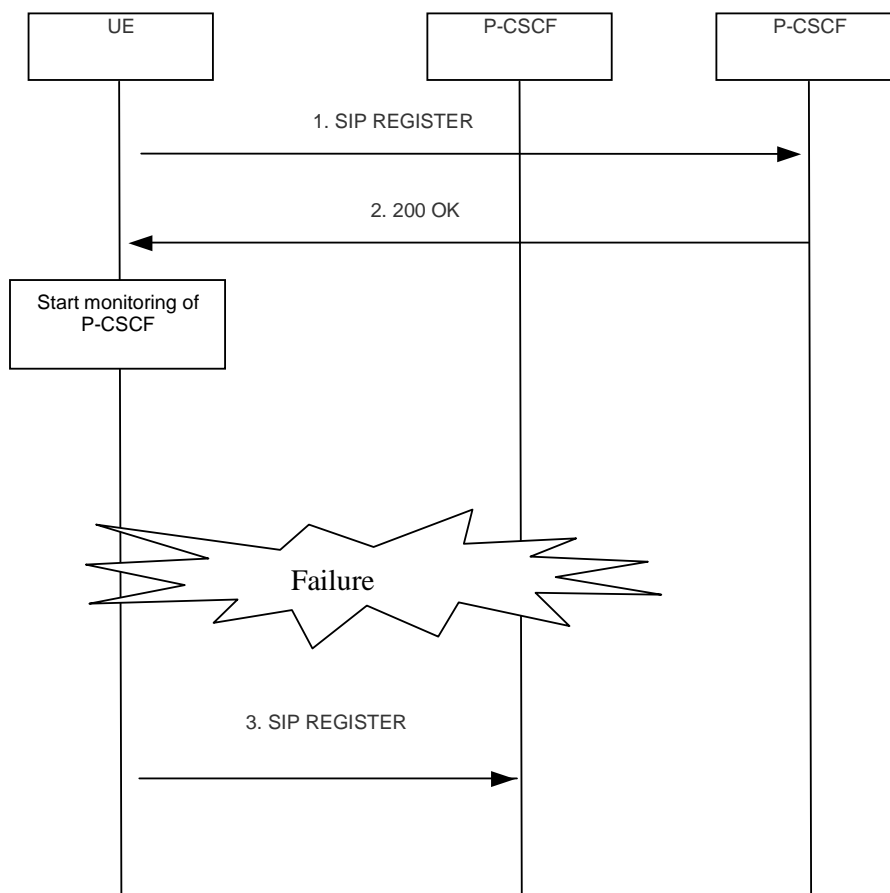 UE
P-CSCF
P-CSCF
1. SIP REGISTER
2. 200 OK
Start monitoring of
P-CSCF
Failure
3. SIP REGISTER